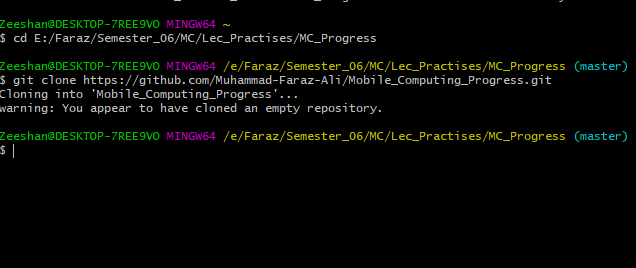 Zeeshan@DESKTOP-7REE9VO MINGW64 ~
$ cd E:/Faraz/Semester_06/MC/Lec_Practises/MC_Progress
Zeeshan@DESKTOP-7REE9VO MINGW64 /e/Faraz/Semester_06/MC/Lec_Practises/MC_Progress (master)
$ git clone https://github.com/Muhammad-Faraz-Ali/Mobile_Computing_Progress.git
Cloning into 'Mobile_Computing_Progress'...
warning: You appear to have cloned an empty repository.
Zeeshan@DESKTOP-7REE9VO MINGW64 /e/Faraz/Semester_06/MC/Lec_Practises/MC_Progress (master)
$